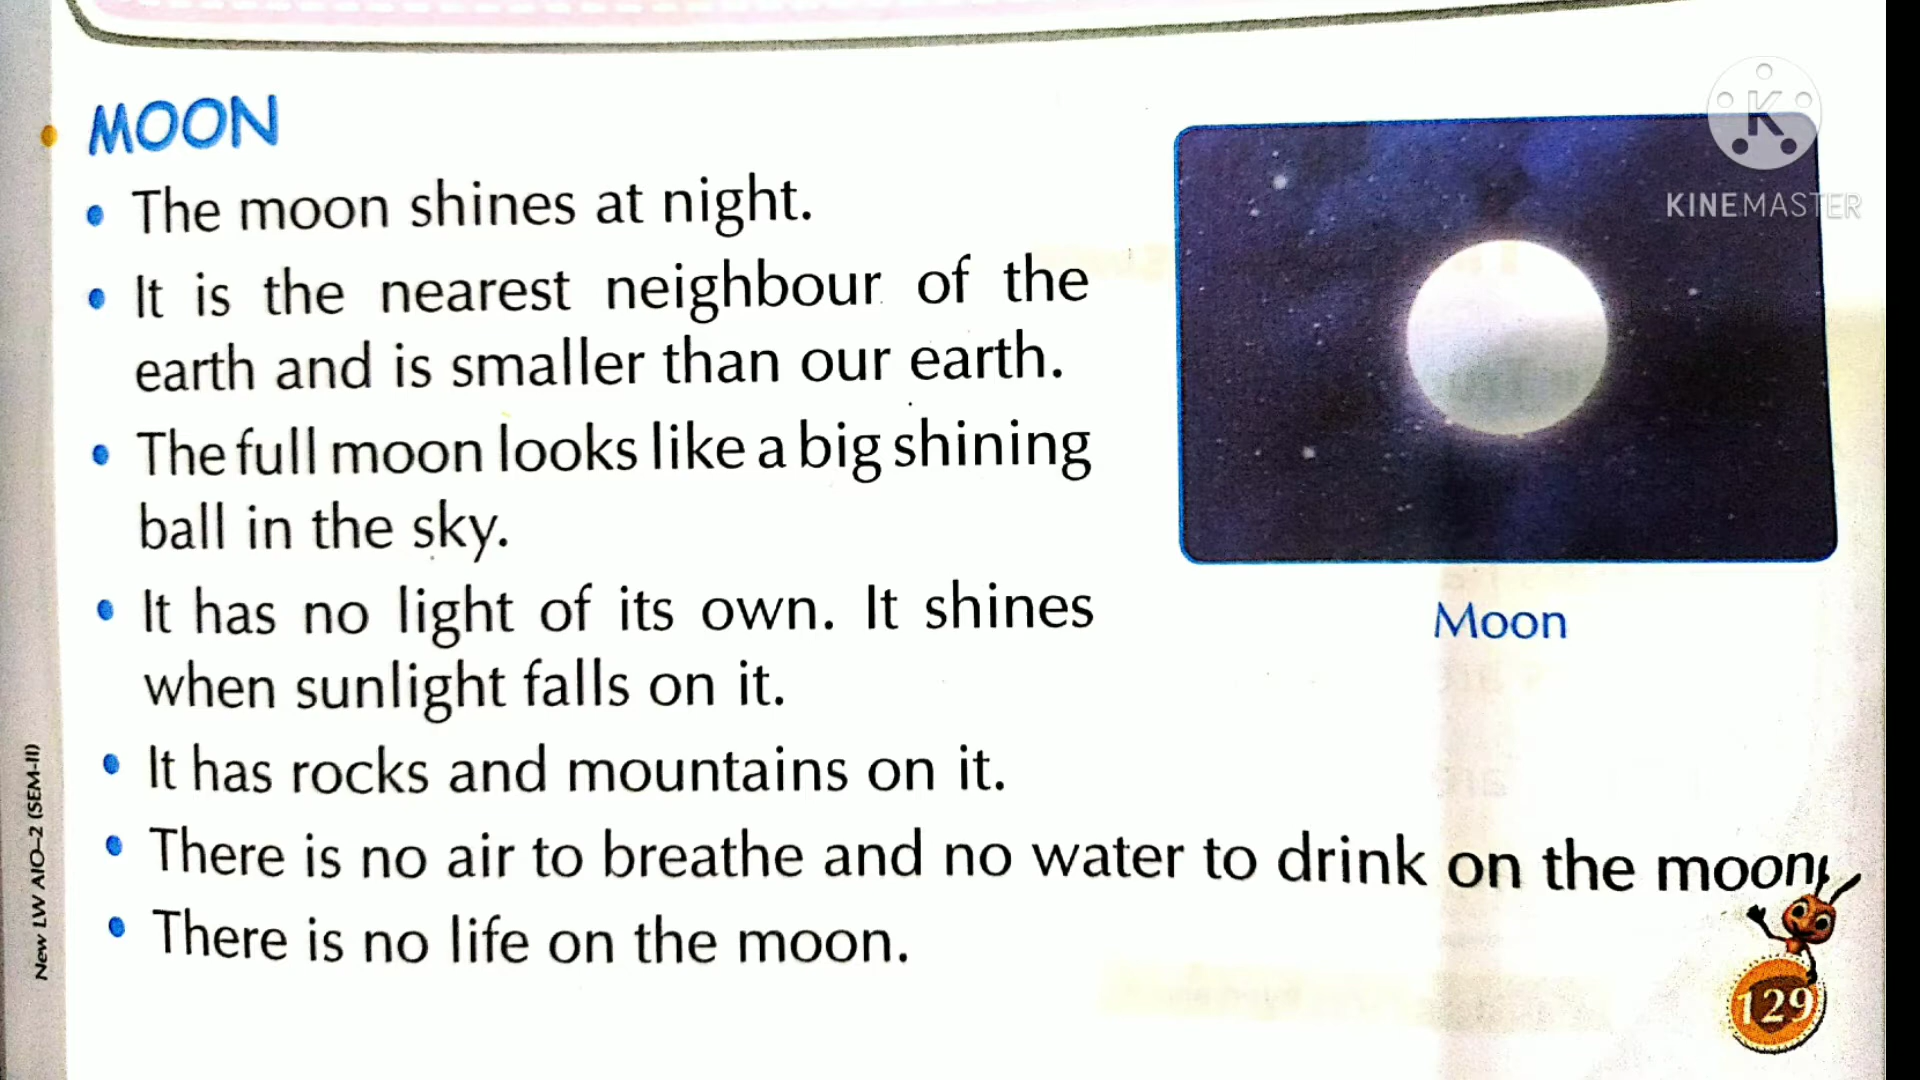 MOON
• The moon shines at night.
• It is the nearest neighbour of the
earth and is smaller than our earth.
• The full moon looks like a big shining
ball in the sky.
• It has no light of its own. It shines
when sunlight falls on it.
• It has rocks and mountains on it.
• There is no air to breathe and no water to drink on the moon.
• There is no life on the moon.
K
KINEMASTER
Moon
New LW AIO–2 (SEM-II)
129